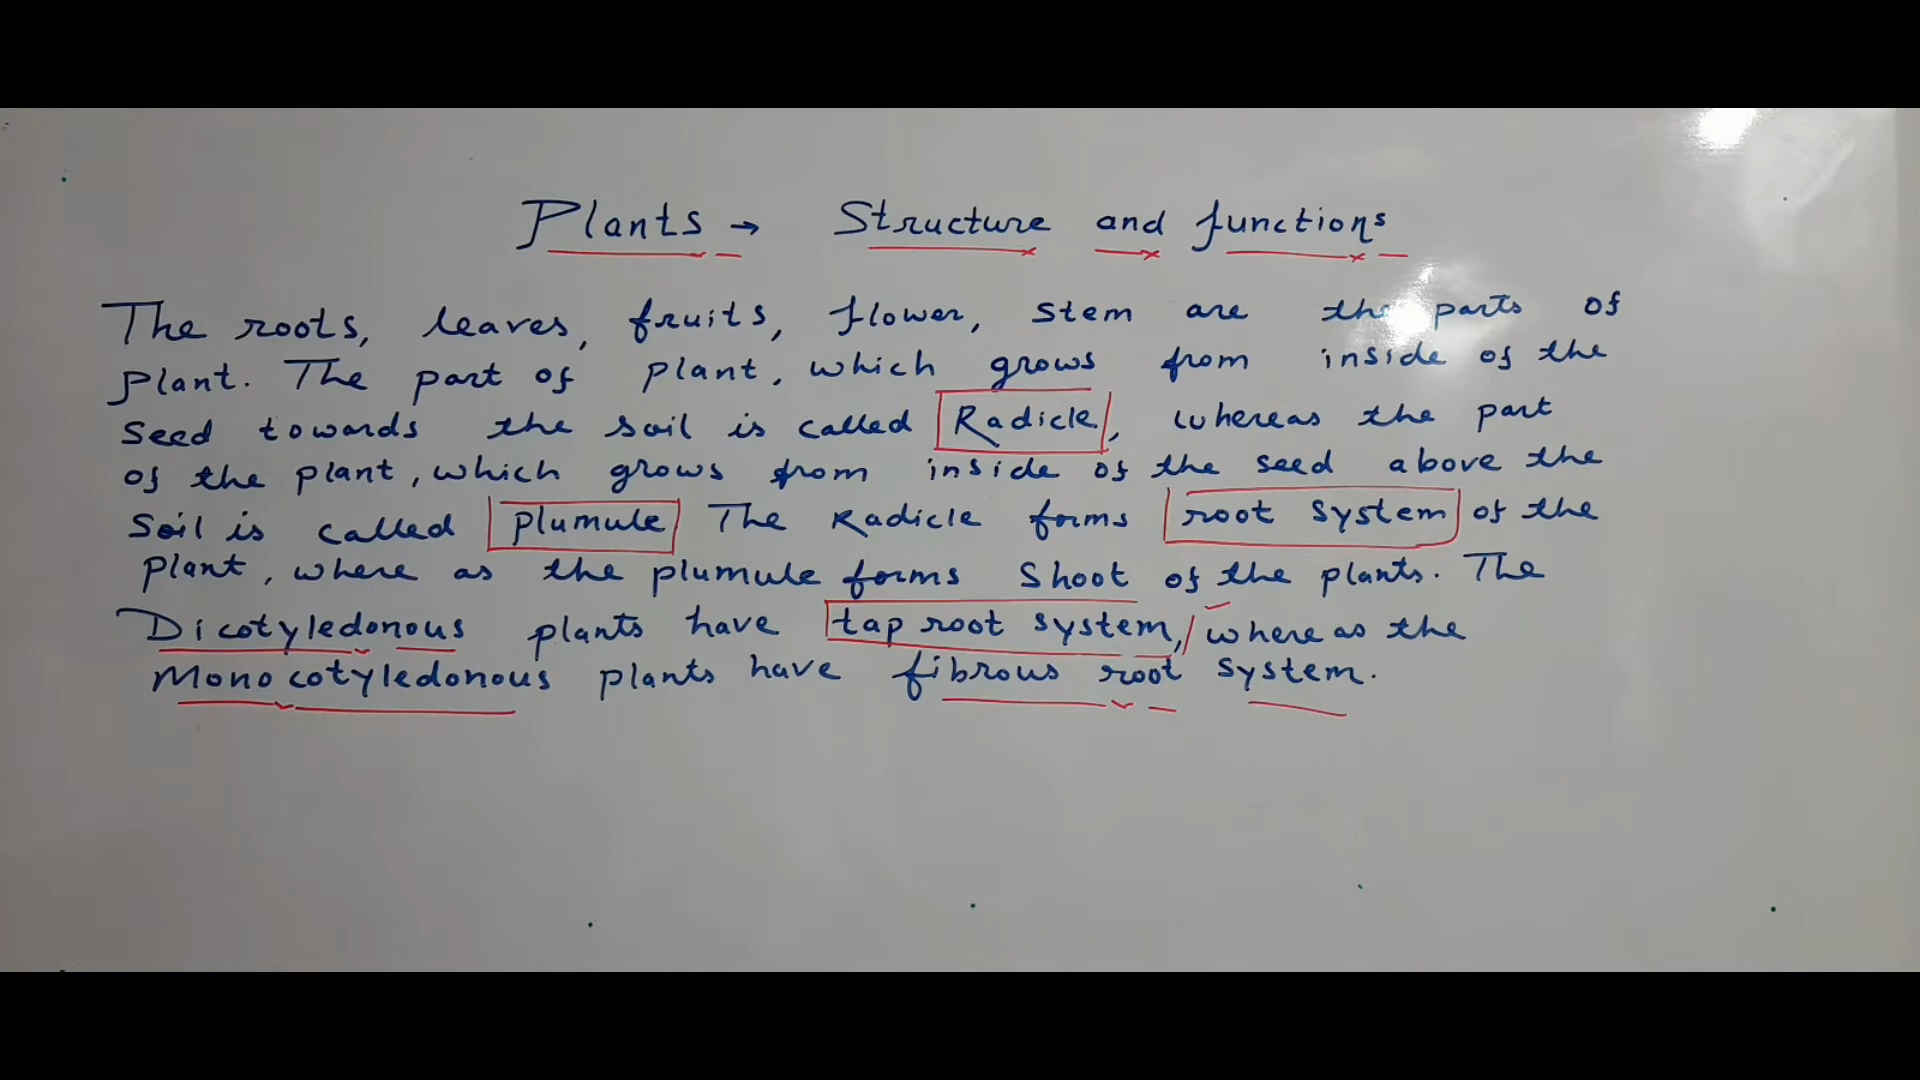 Plants → Structure and functions
The roots, leaves, fruits, flower, stem are the parts of
plant. The part of plant, which grows from inside of the
seed towards the soil is called Radicle, whereas the part
of the plant, which grows from inside of the seed above the
soil is called plumule The Radicle forms root system of the
plant, where as the plumule forms shoot of the plants. The
Dicotyledonous plants have tap root system, where as the
Monocotyledonous plants have fibrous root system.